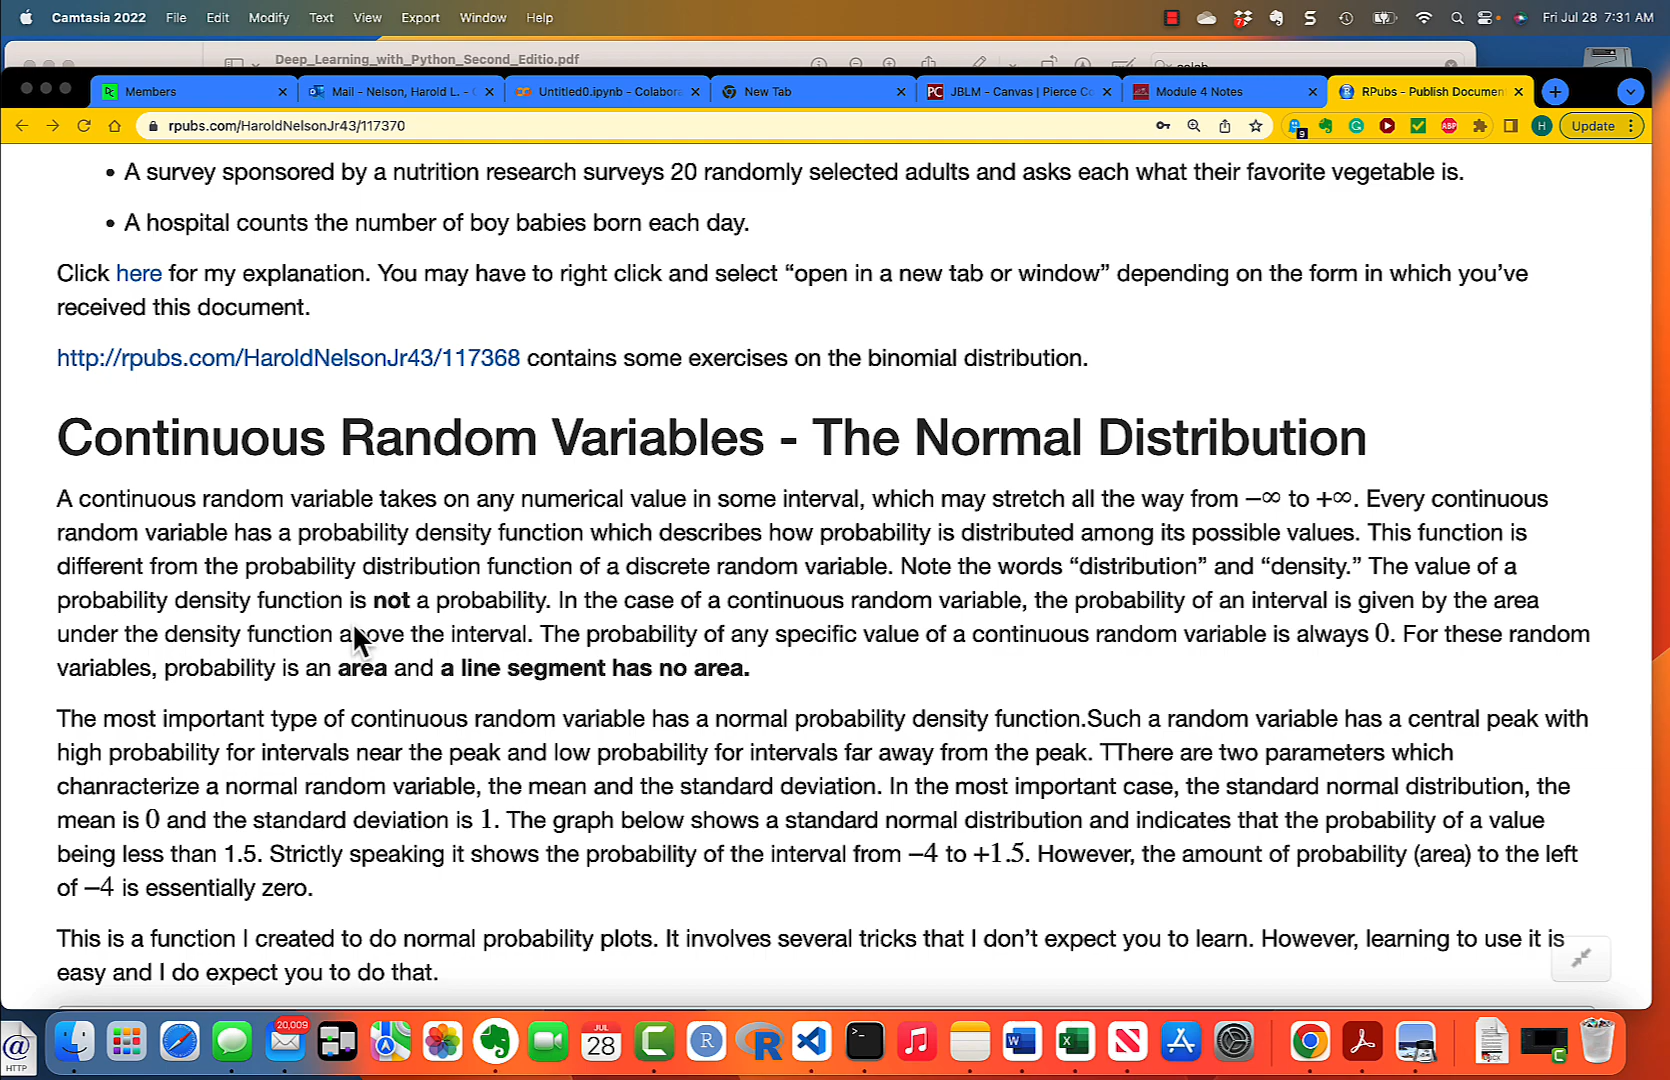 Camtasia 2022 File Edit Modify Text View Export Window Help Fri Jul 28 7:31 AM
Deep_Learning_with_Python_Second_Editio.pdf
Members Mail - Nelson, Harold L. - Untitled0.ipynb - Colabora New Tab JBLM - Canvas | Pierce Co Module 4 Notes RPubs - Publish Document
rpubs.com/HaroldNelsonJr43/117370 Update
• A survey sponsored by a nutrition research surveys 20 randomly selected adults and asks each what their favorite vegetable is.
• A hospital counts the number of boy babies born each day.
Click here for my explanation. You may have to right click and select “open in a new tab or window” depending on the form in which you’ve
received this document.
http://rpubs.com/HaroldNelsonJr43/117368 contains some exercises on the binomial distribution.
Continuous Random Variables - The Normal Distribution
A continuous random variable takes on any numerical value in some interval, which may stretch all the way from −∞ to +∞. Every continuous
random variable has a probability density function which describes how probability is distributed among its possible values. This function is
different from the probability distribution function of a discrete random variable. Note the words “distribution” and “density.” The value of a
probability density function is not a probability. In the case of a continuous random variable, the probability of an interval is given by the area
under the density function above the interval. The probability of any specific value of a continuous random variable is always 0. For these random
variables, probability is an area and a line segment has no area.
The most important type of continuous random variable has a normal probability density function.Such a random variable has a central peak with
high probability for intervals near the peak and low probability for intervals far away from the peak. TThere are two parameters which
chanracterize a normal random variable, the mean and the standard deviation. In the most important case, the standard normal distribution, the
mean is 0 and the standard deviation is 1. The graph below shows a standard normal distribution and indicates that the probability of a value
being less than 1.5. Strictly speaking it shows the probability of the interval from −4 to +1.5. However, the amount of probability (area) to the left
of −4 is essentially zero.
This is a function I created to do normal probability plots. It involves several tricks that I don’t expect you to learn. However, learning to use it is
easy and I do expect you to do that.
20,009
JUL
28
HTTP